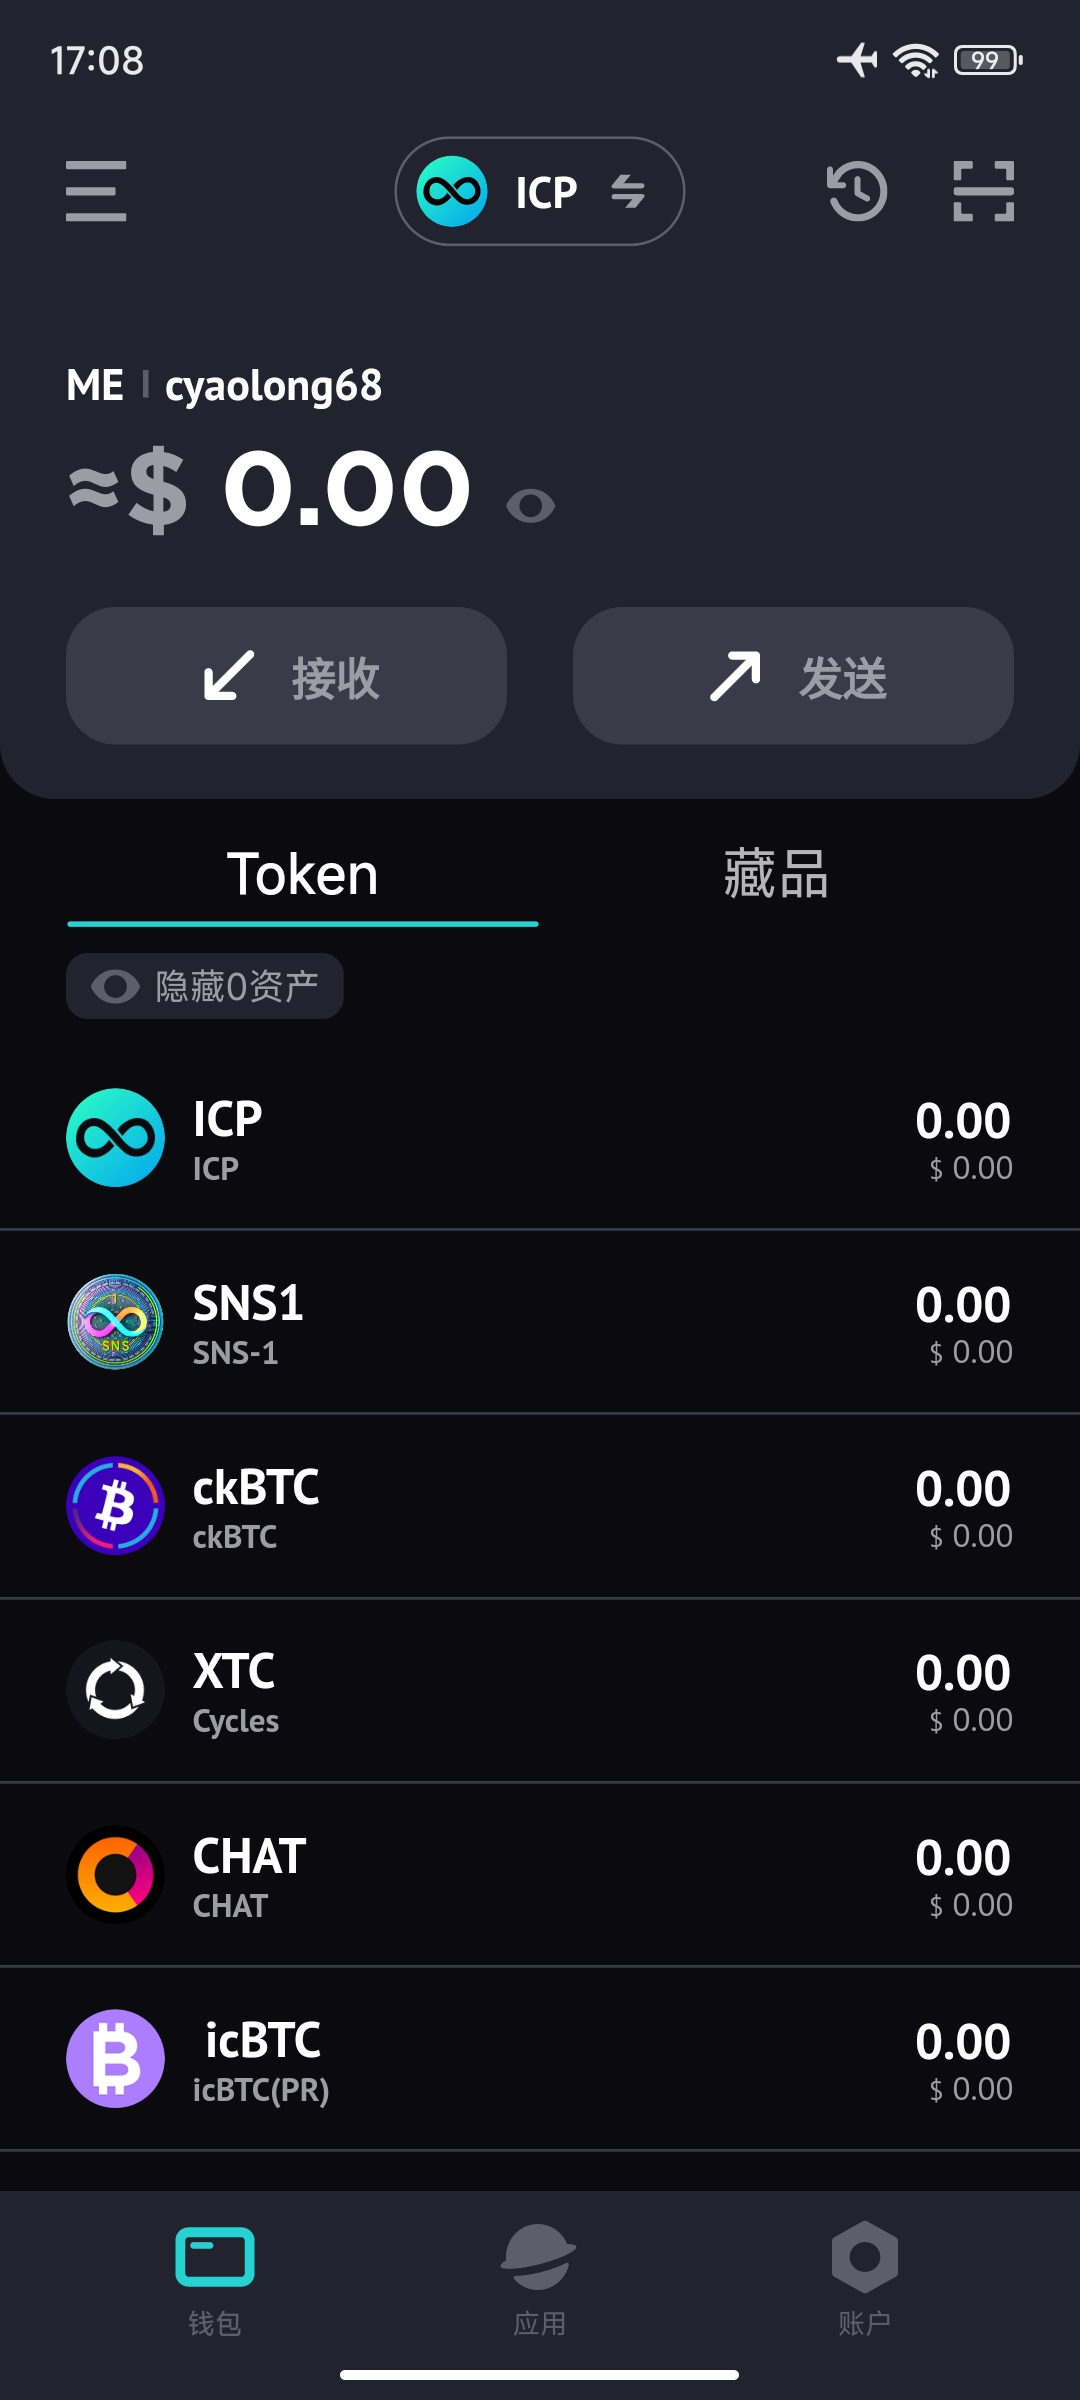 17:08
99
ICP
ME | cyaolong68
≈$ 0.00
接收
发送
Token
藏品
隐藏0资产
ICP
0.00
ICP
$ 0.00
SNS1
0.00
SNS-1
$ 0.00
SNS
ckBTC
0.00
ckBTC
$ 0.00
XTC
0.00
Cycles
$ 0.00
CHAT
0.00
CHAT
$ 0.00
icBTC
0.00
icBTC(PR)
$ 0.00
钱包
应用
账户